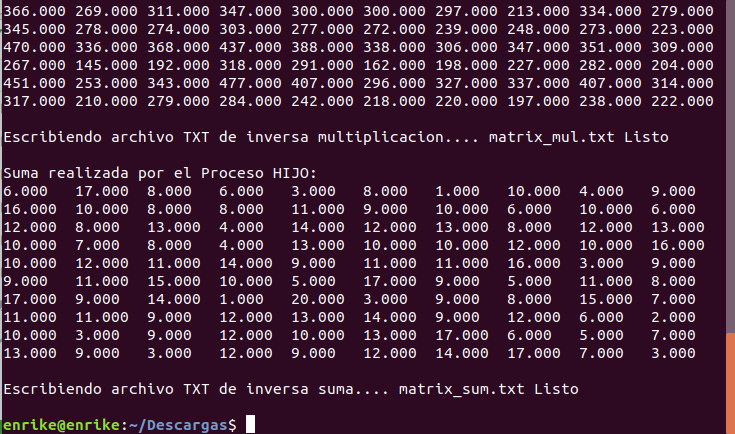 366.000 269.000 311.000 347.000 300.000 300.000 297.000 213.000 334.000 279.000
345.000 278.000 274.000 303.000 277.000 272.000 239.000 248.000 273.000 223.000
470.000 336.000 368.000 437.000 388.000 338.000 306.000 347.000 351.000 309.000
267.000 145.000 192.000 318.000 291.000 162.000 198.000 227.000 282.000 204.000
451.000 253.000 343.000 477.000 407.000 296.000 327.000 337.000 407.000 314.000
317.000 210.000 279.000 284.000 242.000 218.000 220.000 197.000 238.000 222.000
Escribiendo archivo TXT de inversa multiplicacion.... matrix_mul.txt Listo
Suma realizada por el Proceso HIJO:
6.000 17.000 8.000 6.000 3.000 8.000 1.000 10.000 4.000 9.000
16.000 10.000 8.000 8.000 11.000 9.000 10.000 6.000 10.000 6.000
12.000 8.000 13.000 4.000 14.000 12.000 13.000 8.000 12.000 13.000
10.000 7.000 8.000 4.000 13.000 10.000 10.000 12.000 10.000 16.000
10.000 12.000 11.000 14.000 9.000 11.000 11.000 16.000 3.000 9.000
9.000 11.000 15.000 10.000 5.000 17.000 9.000 5.000 11.000 8.000
17.000 9.000 14.000 1.000 20.000 3.000 9.000 8.000 15.000 7.000
11.000 11.000 9.000 12.000 13.000 14.000 9.000 12.000 6.000 2.000
10.000 3.000 9.000 12.000 10.000 13.000 17.000 6.000 5.000 7.000
13.000 9.000 3.000 12.000 9.000 12.000 14.000 17.000 7.000 3.000
Escribiendo archivo TXT de inversa suma.... matrix_sum.txt Listo
enrike@enrike:~/Descargas$